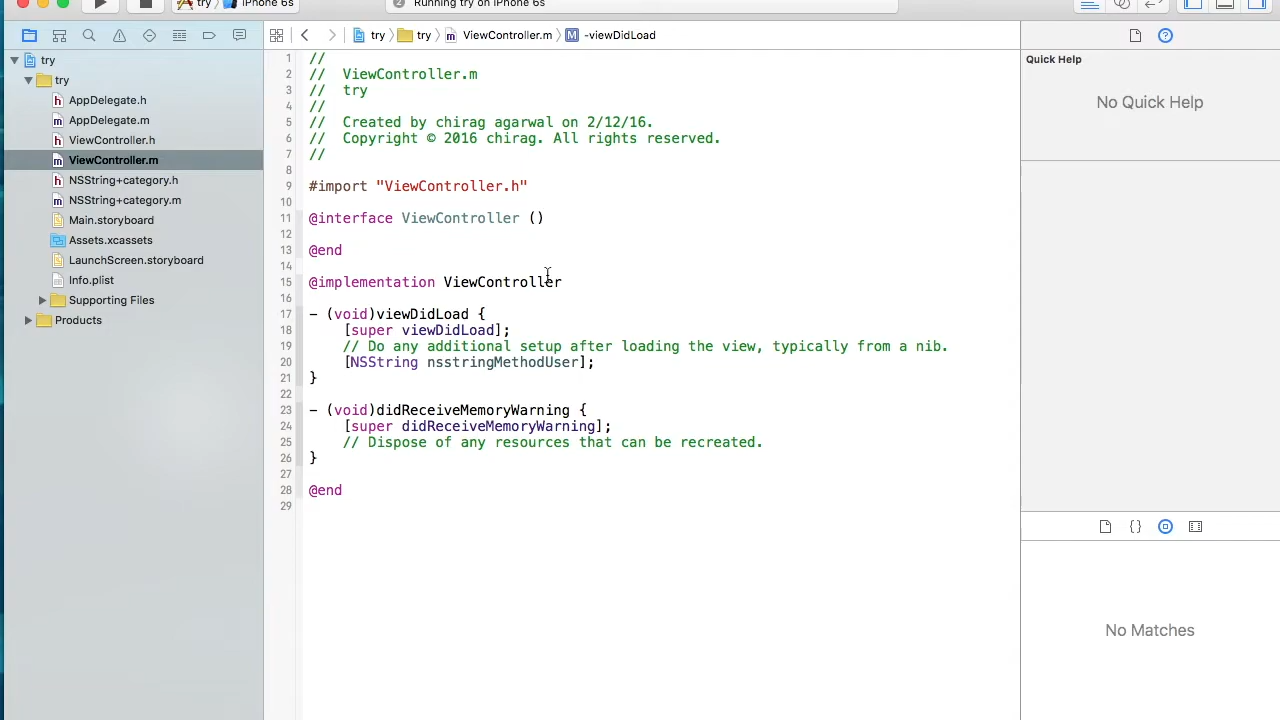 try iPhone 6s
2 Running try on iPhone 6s
try try ViewController.m -viewDidLoad
try
try
AppDelegate.h
AppDelegate.m
ViewController.h
ViewController.m
NSString+category.h
NSString+category.m
Main.storyboard
Assets.xcassets
LaunchScreen.storyboard
Info.plist
Supporting Files
Products
1 //
2 // ViewController.m
3 // try
4 //
5 // Created by chirag agarwal on 2/12/16.
6 // Copyright © 2016 chirag. All rights reserved.
7 //
8
9 #import "ViewController.h"
10
11 @interface ViewController ()
12
13 @end
14
15 @implementation ViewController
16
17 - (void)viewDidLoad {
18 [super viewDidLoad];
19 // Do any additional setup after loading the view, typically from a nib.
20 [NSString nsstringMethodUser];
21 }
22
23 - (void)didReceiveMemoryWarning {
24 [super didReceiveMemoryWarning];
25 // Dispose of any resources that can be recreated.
26 }
27
28 @end
29
Quick Help
No Quick Help
No Matches